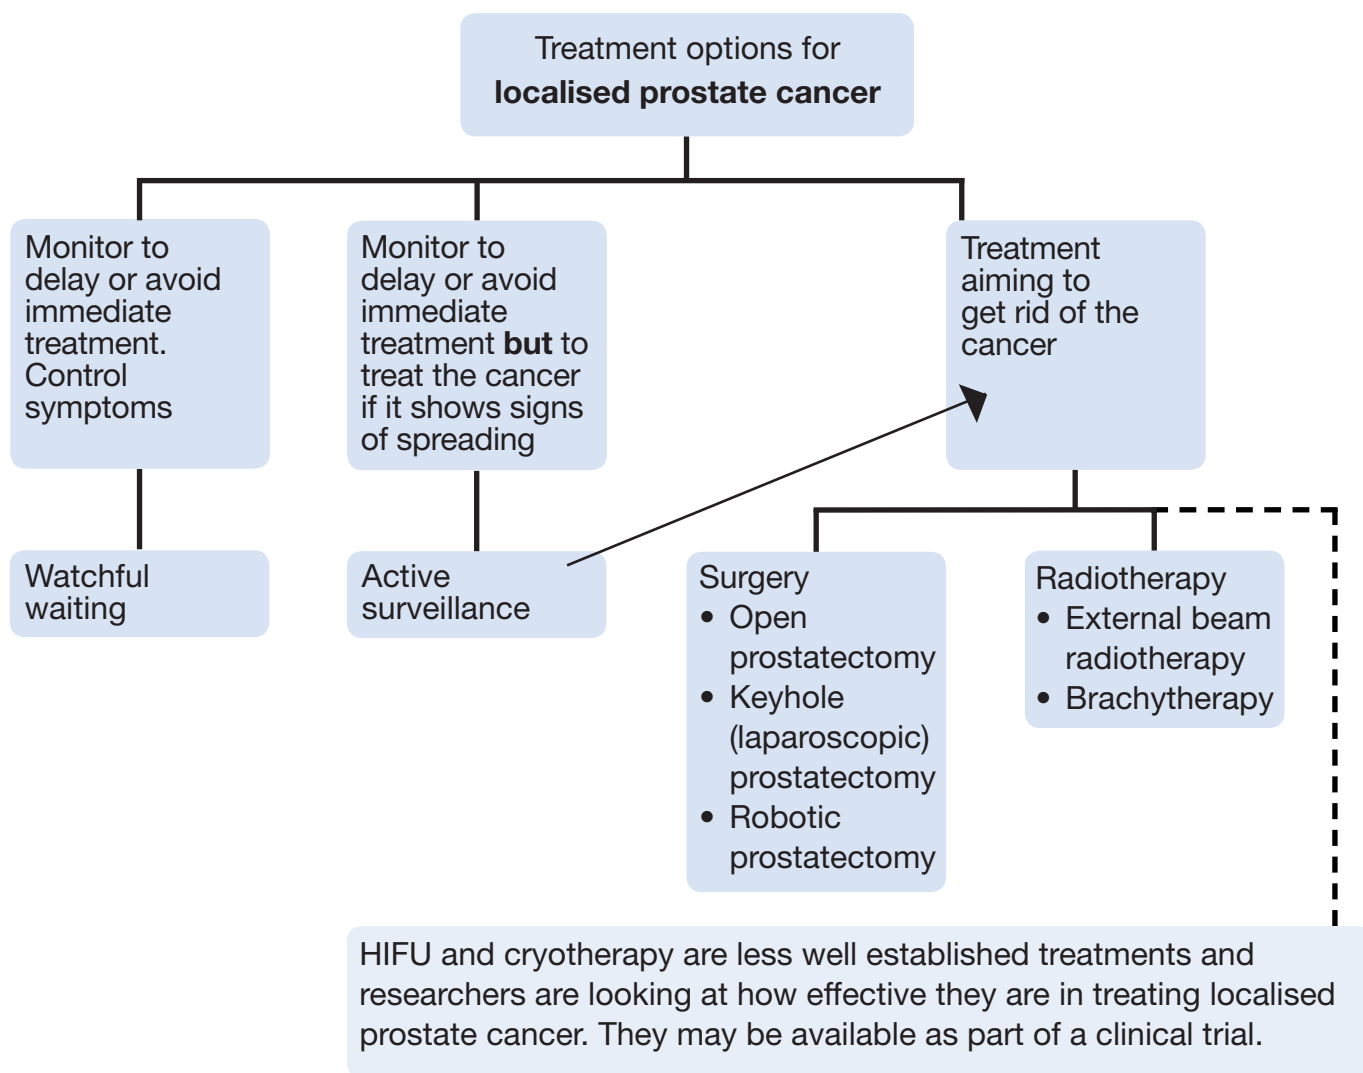 Treatment options for
localised prostate cancer
Monitor to
delay or avoid
immediate
treatment.
Control
symptoms
Monitor to
delay or avoid
immediate
treatment but to
treat the cancer
if it shows signs
of spreading
Treatment
aiming to
get rid of the
cancer
Watchful
waiting
Active
surveillance
Surgery
• Open
prostatectomy
• Keyhole
(laparoscopic)
prostatectomy
• Robotic
prostatectomy
Radiotherapy
• External beam
radiotherapy
• Brachytherapy
HIFU and cryotherapy are less well established treatments and
researchers are looking at how effective they are in treating localised
prostate cancer. They may be available as part of a clinical trial.